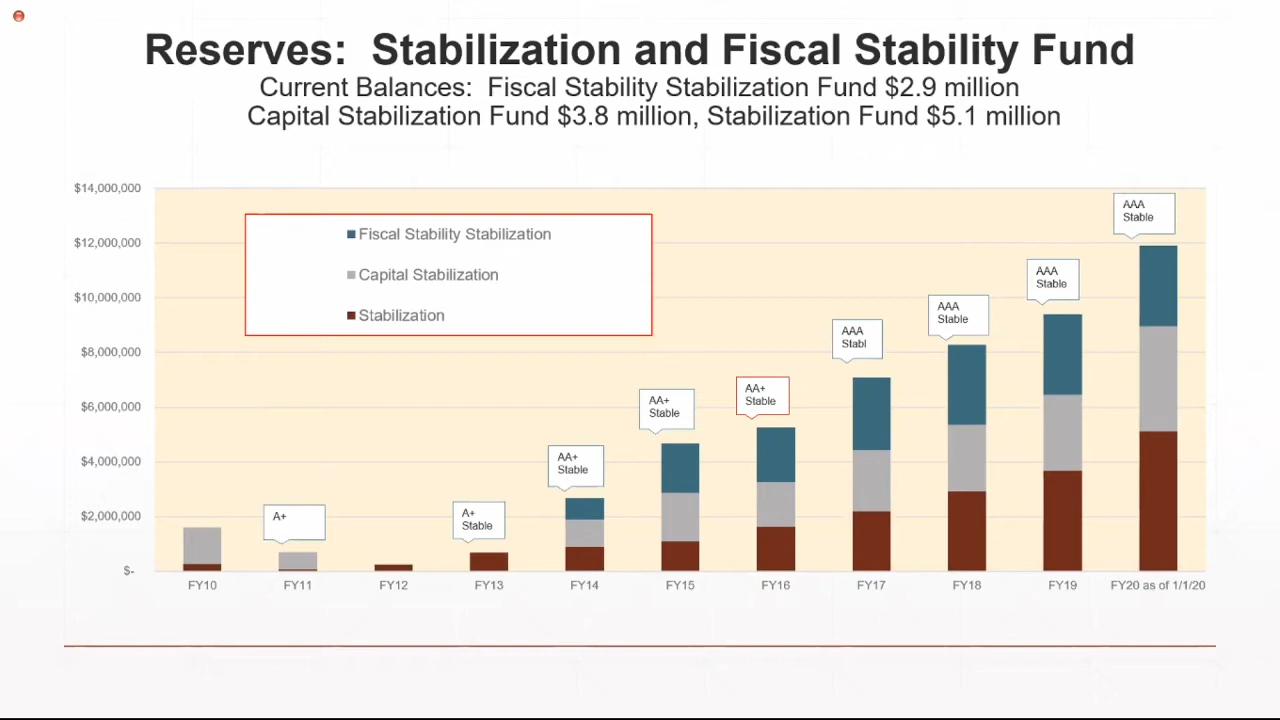 Reserves: Stabilization and Fiscal Stability Fund
Current Balances: Fiscal Stability Stabilization Fund $2.9 million
Capital Stabilization Fund $3.8 million, Stabilization Fund $5.1 million
$14,000,000
$12,000,000
$10,000,000
$8,000,000
$6,000,000
$4,000,000
$2,000,000
$-
Fiscal Stability Stabilization
Capital Stabilization
Stabilization
A+
A+
Stable
AA+
Stable
AA+
Stable
AA+
Stable
AAA
Stabl
AAA
Stable
AAA
Stable
AAA
Stable
FY10
FY11
FY12
FY13
FY14
FY15
FY16
FY17
FY18
FY19
FY20 as of 1/1/20